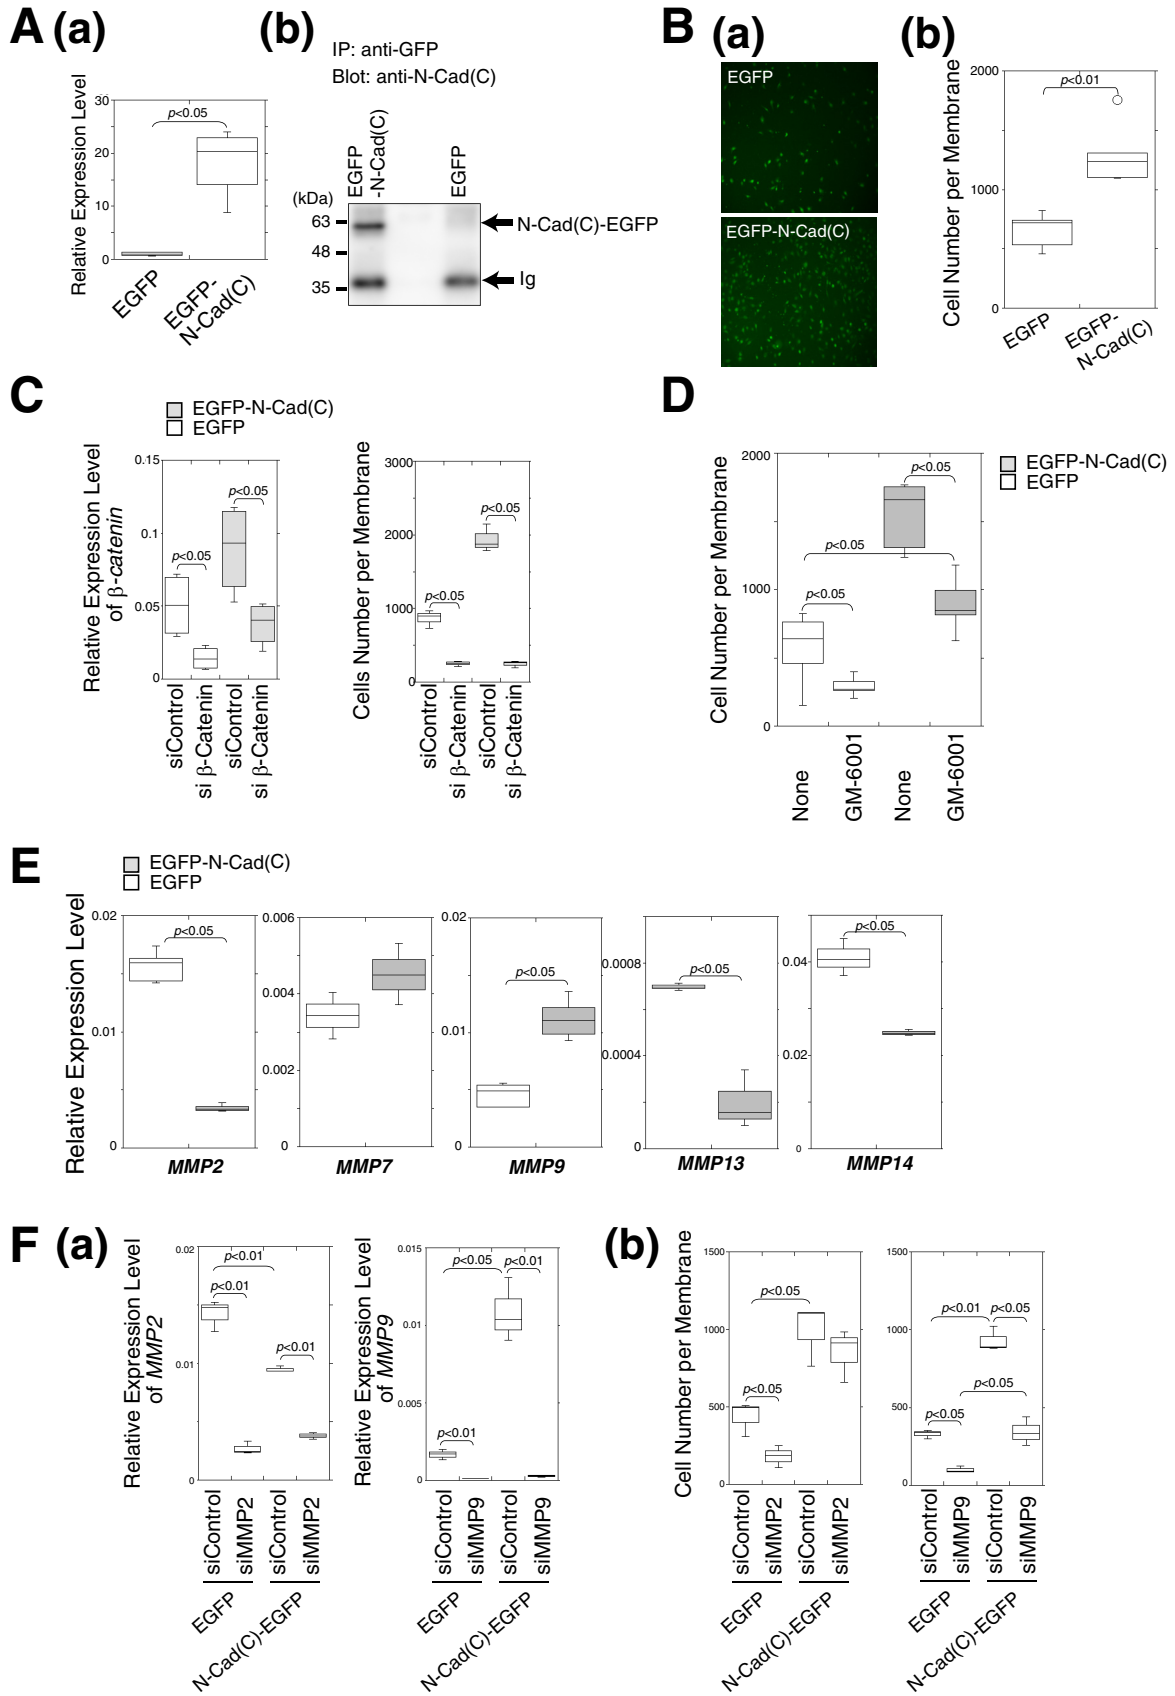 A (a)
Relative Expression Level
30
20
10
0
p<0.05
EGFP
EGFP-
N-Cad(C)
(b)
IP: anti-GFP
Blot: anti-N-Cad(C)
EGFP
-N-Cad(C)
EGFP
(kDa)
63
48
35
N-Cad(C)-EGFP
Ig
B (a)
EGFP
EGFP-N-Cad(C)
(b)
Cell Number per Membrane
2000
1000
0
p<0.01
EGFP
EGFP-
N-Cad(C)
C
EGFP-N-Cad(C)
EGFP
Relative Expression Level
of β-catenin
0.15
0.1
0.05
0
p<0.05
p<0.05
siControl
si β-Catenin
siControl
si β-Catenin
Cells Number per Membrane
3000
2000
1000
0
p<0.05
p<0.05
siControl
si β-Catenin
siControl
si β-Catenin
D
EGFP-N-Cad(C)
EGFP
Cell Number per Membrane
2000
1000
0
p<0.05
p<0.05
p<0.05
None
GM-6001
None
GM-6001
E
EGFP-N-Cad(C)
EGFP
Relative Expression Level
0.02
0.01
0
p<0.05
MMP2
0.006
0.004
0.002
0
MMP7
0.02
0.01
0
p<0.05
MMP9
0.0008
0.0004
0
p<0.05
MMP13
0.04
0.02
0
p<0.05
MMP14
F (a)
Relative Expression Level
of MMP2
0.02
0.01
0
p<0.01
p<0.01
p<0.01
siControl
siMMP2
siControl
siMMP2
EGFP
N-Cad(C)-EGFP
Relative Expression Level
of MMP9
0.015
0.010
0.005
0
p<0.05
p<0.01
p<0.01
siControl
siMMP9
siControl
siMMP9
EGFP
N-Cad(C)-EGFP
(b)
Cell Number per Membrane
1500
1000
500
0
p<0.05
p<0.05
siControl
siMMP2
siControl
siMMP2
EGFP
N-Cad(C)-EGFP
1500
1000
500
0
p<0.01
p<0.05
p<0.05
p<0.05
siControl
siMMP9
siControl
siMMP9
EGFP
N-Cad(C)-EGFP